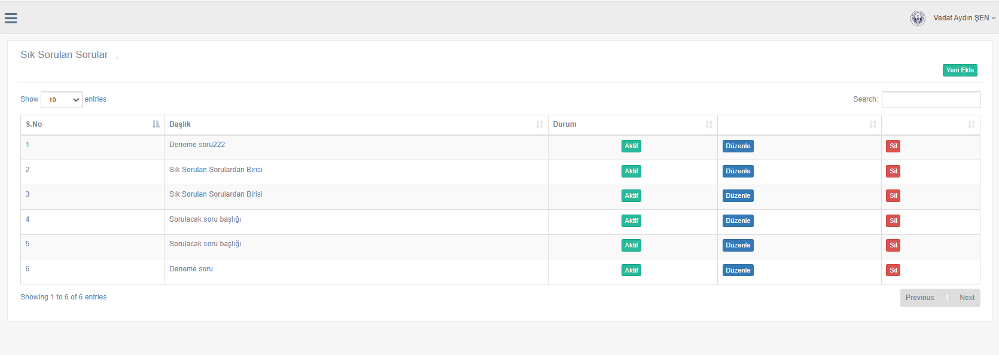 Vedat Aydın ŞEN
Sık Sorulan Sorular ,
Yeni Ekle
Show 10 entries
Search:
S.No Başlık Durum
1 Deneme soru222 Aktif Düzenle Sil
2 Sık Sorulan Sorulardan Birisi Aktif Düzenle Sil
3 Sık Sorulan Sorulardan Birisi Aktif Düzenle Sil
4 Sorulacak soru başlığı Aktif Düzenle Sil
5 Sorulacak soru başlığı Aktif Düzenle Sil
6 Deneme soru Aktif Düzenle Sil
Showing 1 to 6 of 6 entries
Previous 1 Next